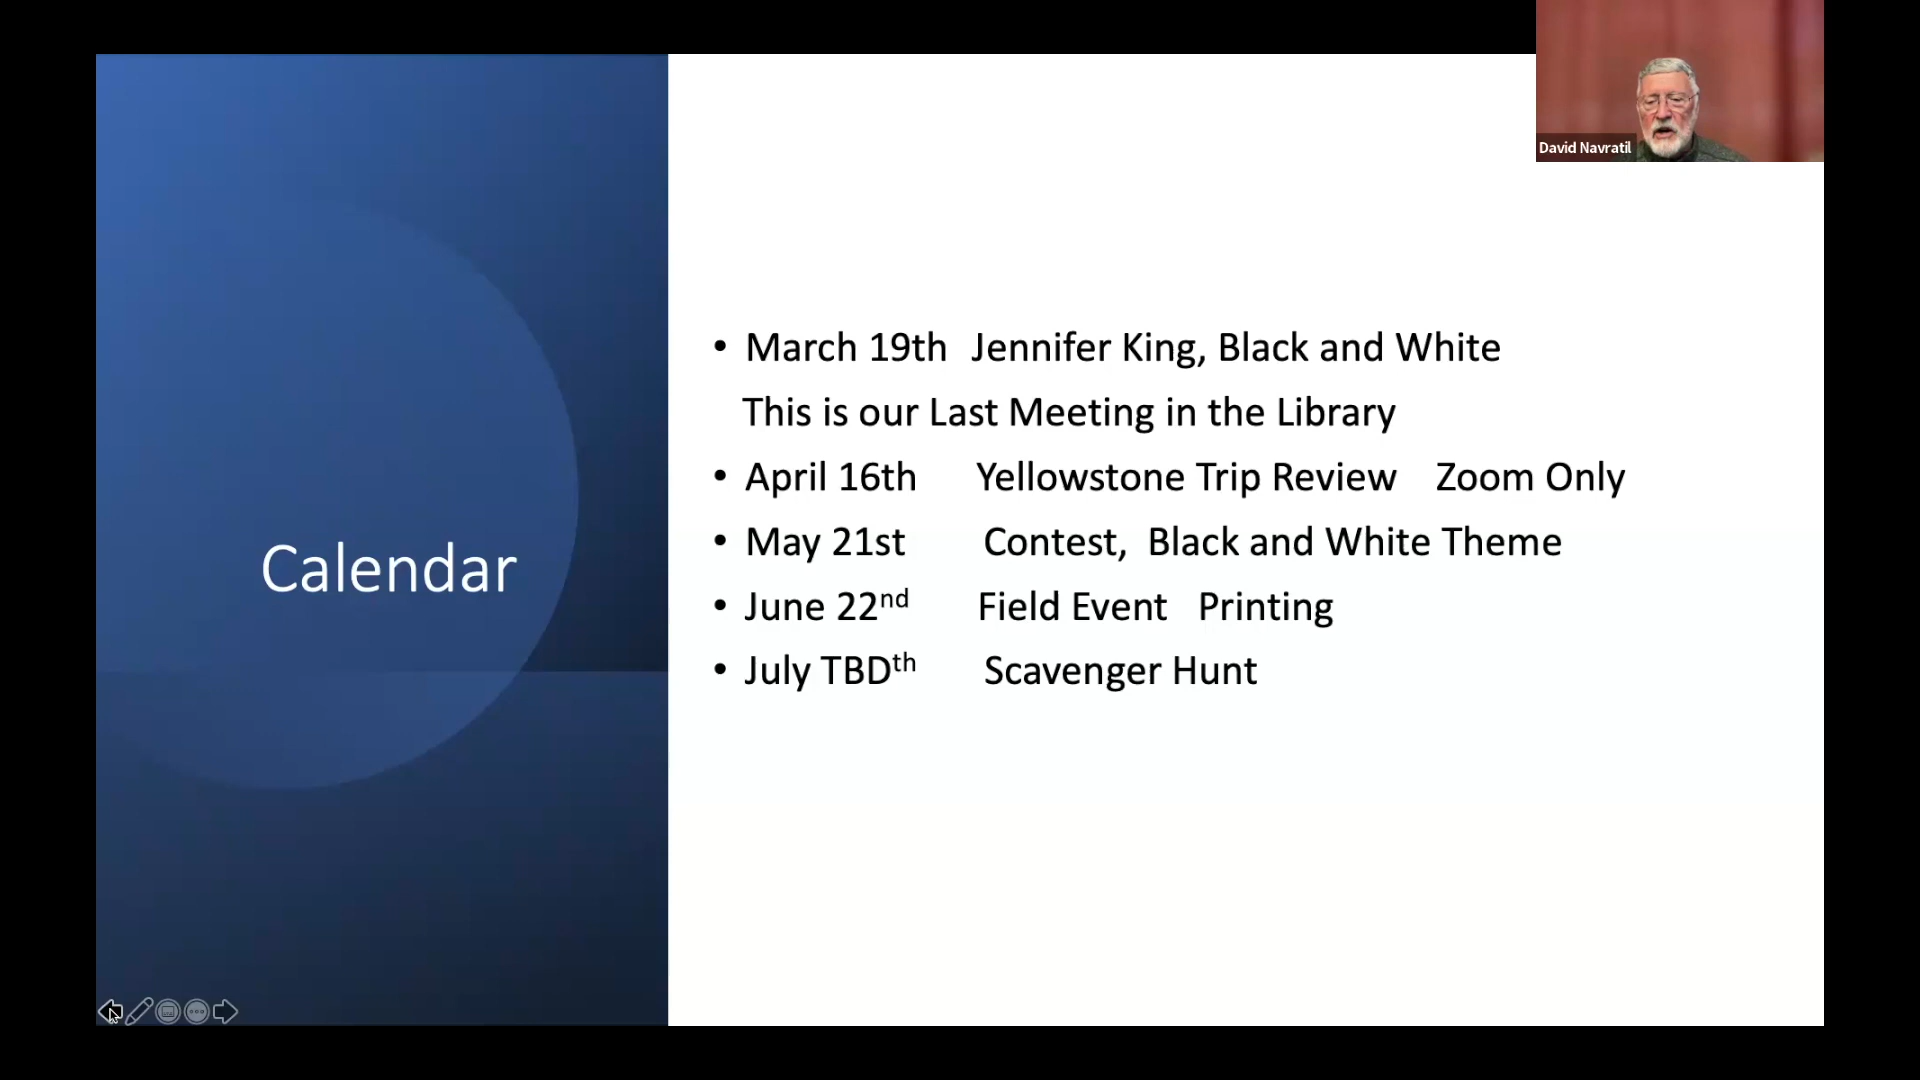 David Navratil
Calendar
• March 19th Jennifer King, Black and White
This is our Last Meeting in the Library
• April 16th Yellowstone Trip Review Zoom Only
• May 21st Contest, Black and White Theme
• June 22nd Field Event Printing
• July TBDth Scavenger Hunt